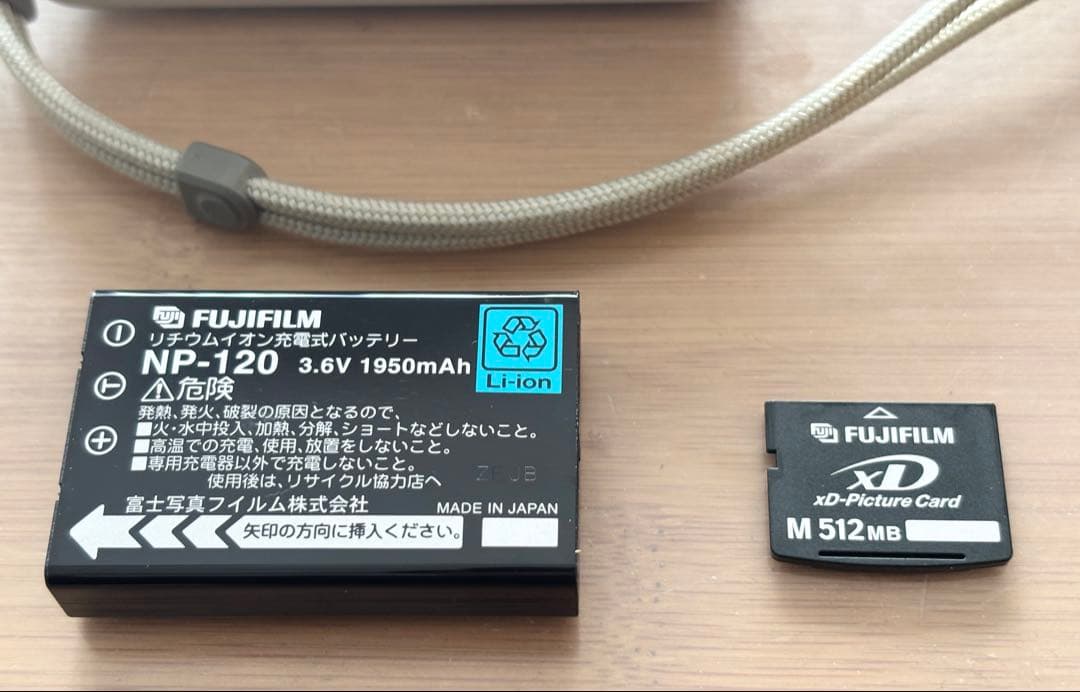 FUJI FUJIFILM
リチウムイオン充電式バッテリー
NP-120 3.6V 1950mAh
Li-ion
⚠危険
発熱、発火、破裂の原因となるので、
■火・水中投入、加熱、分解、ショートなどしないこと。
■高温での充電、使用、放置をしないこと。
■専用充電器以外で充電しないこと。
使用後は、リサイクル協力店へ
富士写真フイルム株式会社
MADE IN JAPAN
矢印の方向に挿入ください。
− T +
FUJI FUJIFILM
xD
xD-Picture Card
M 512MB